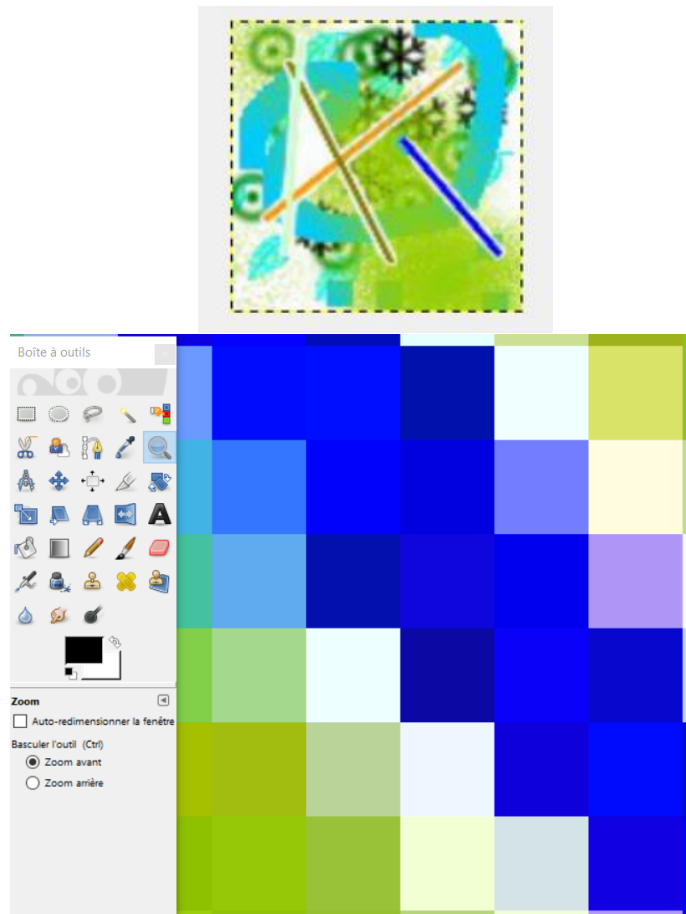 Boîte à outils
Zoom
Auto-redimensionner la fenêtre
Basculer l'outil (Ctrl)
Zoom avant
Zoom arrière